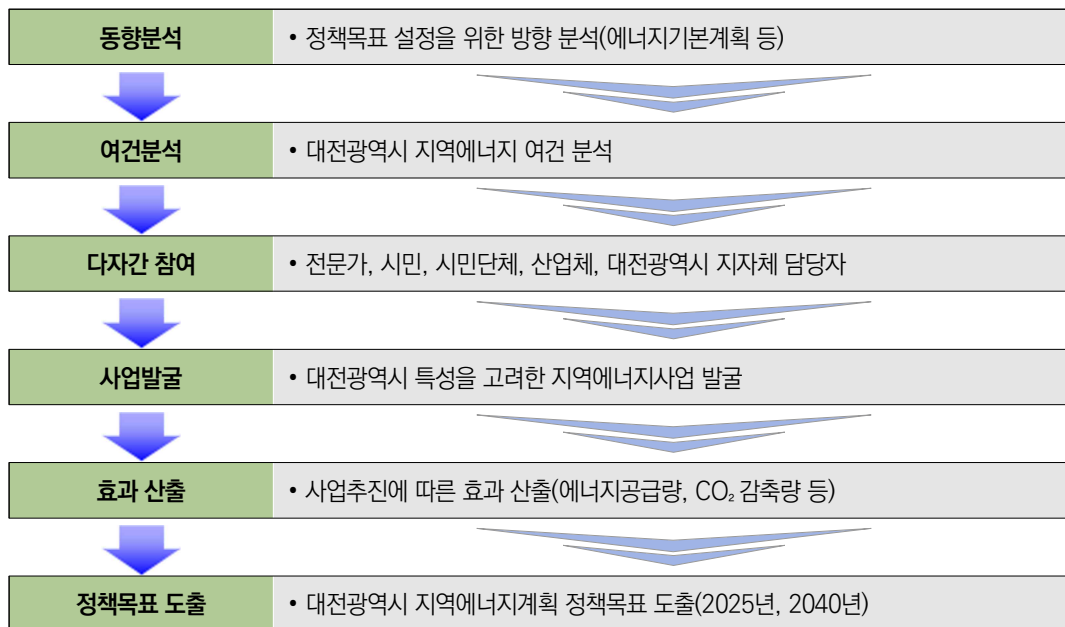 동향분석
• 정책목표 설정을 위한 방향 분석(에너지기본계획 등)
여건분석
• 대전광역시 지역에너지 여건 분석
다자간 참여
• 전문가, 시민, 시민단체, 산업체, 대전광역시 지자체 담당자
사업발굴
• 대전광역시 특성을 고려한 지역에너지사업 발굴
효과 산출
• 사업추진에 따른 효과 산출(에너지공급량, CO₂ 감축량 등)
정책목표 도출
• 대전광역시 지역에너지계획 정책목표 도출(2025년, 2040년)